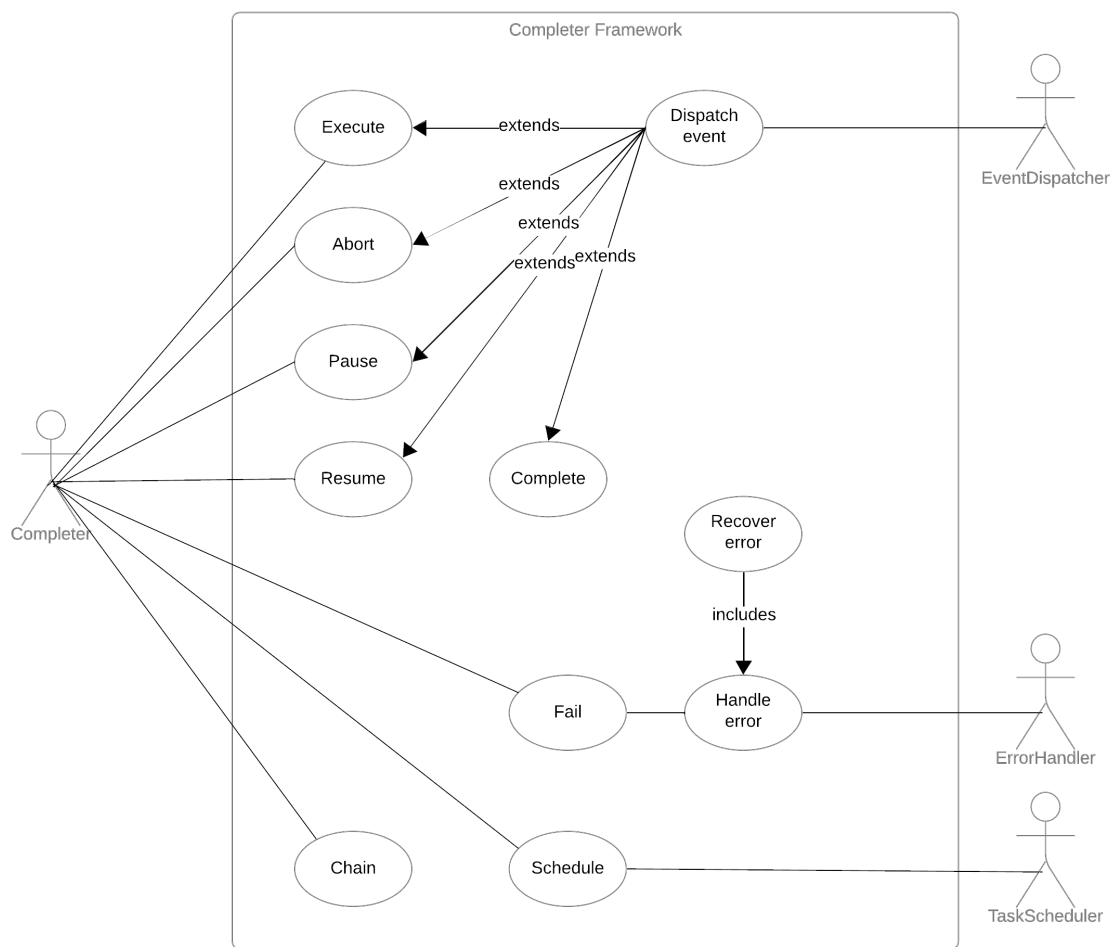 Completer Framework
Execute
extends
Dispatch
event
EventDispatcher
extends
Abort
extends
extends
extends
Pause
Resume
Complete
Completer
Recover
error
includes
Fail
Handle
error
ErrorHandler
Chain
Schedule
TaskScheduler